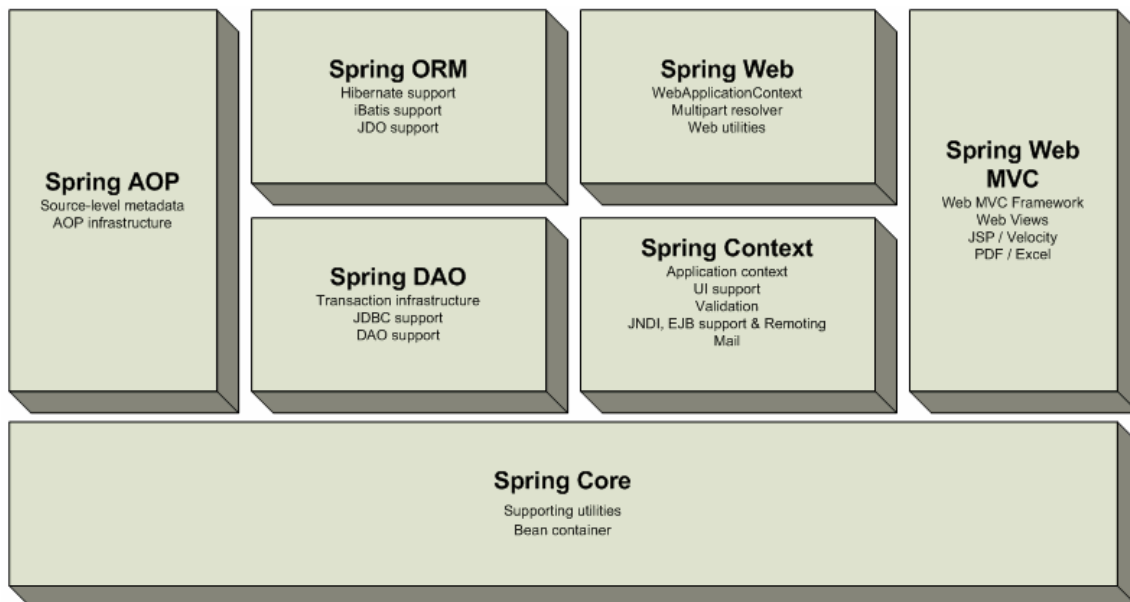 Spring AOP
Source-level metadata
AOP infrastructure
Spring ORM
Hibernate support
iBatis support
JDO support
Spring Web
WebApplicationContext
Multipart resolver
Web utilities
Spring Web
MVC
Web MVC Framework
Web Views
JSP / Velocity
PDF / Excel
Spring DAO
Transaction infrastructure
JDBC support
DAO support
Spring Context
Application context
UI support
Validation
JNDI, EJB support & Remoting
Mail
Spring Core
Supporting utilities
Bean container